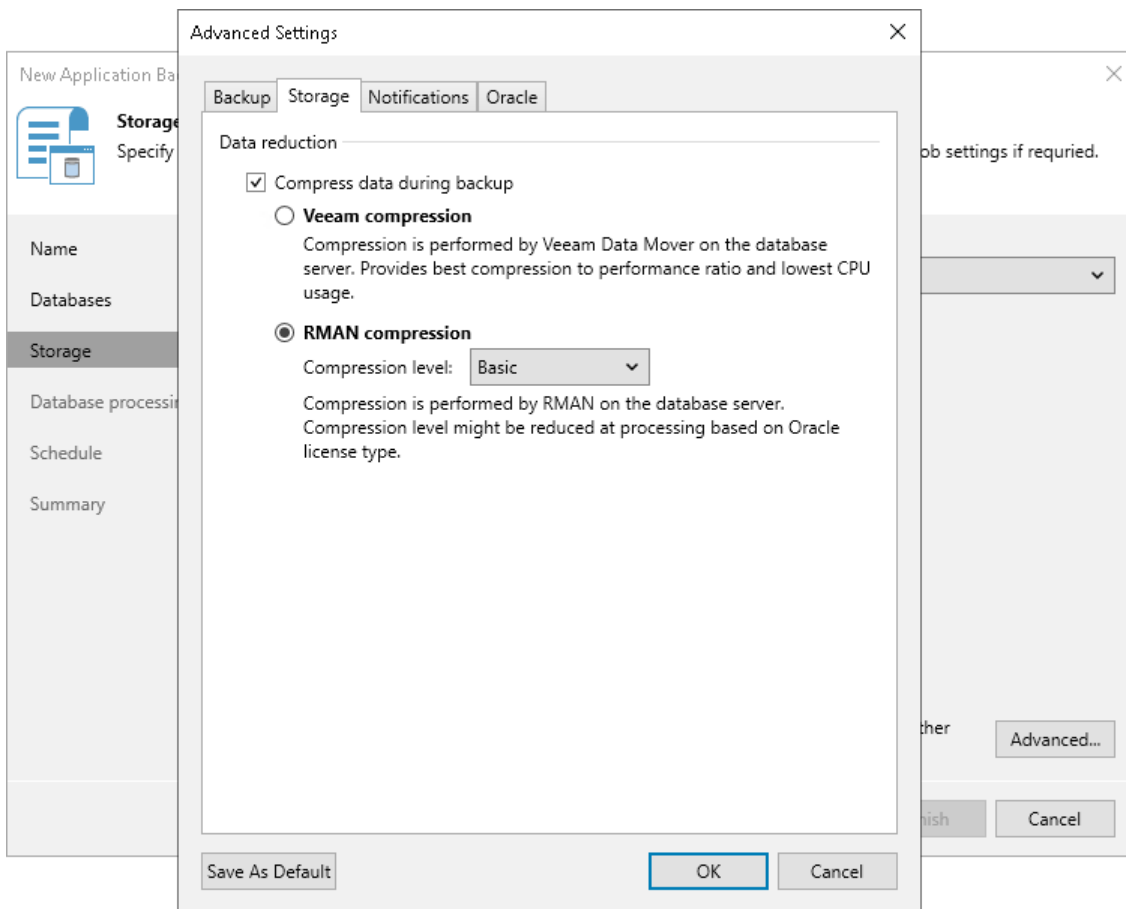 Advanced Settings
New Application Ba
Storage
Specify
ob settings if requried.
Backup
Storage
Notifications
Oracle
Data reduction
Compress data during backup
Veeam compression
Compression is performed by Veeam Data Mover on the database
server. Provides best compression to performance ratio and lowest CPU
usage.
RMAN compression
Compression level:
Basic
Compression is performed by RMAN on the database server.
Compression level might be reduced at processing based on Oracle
license type.
Name
Databases
Storage
Database processin
Schedule
Summary
ther
Advanced...
nish
Cancel
Save As Default
OK
Cancel